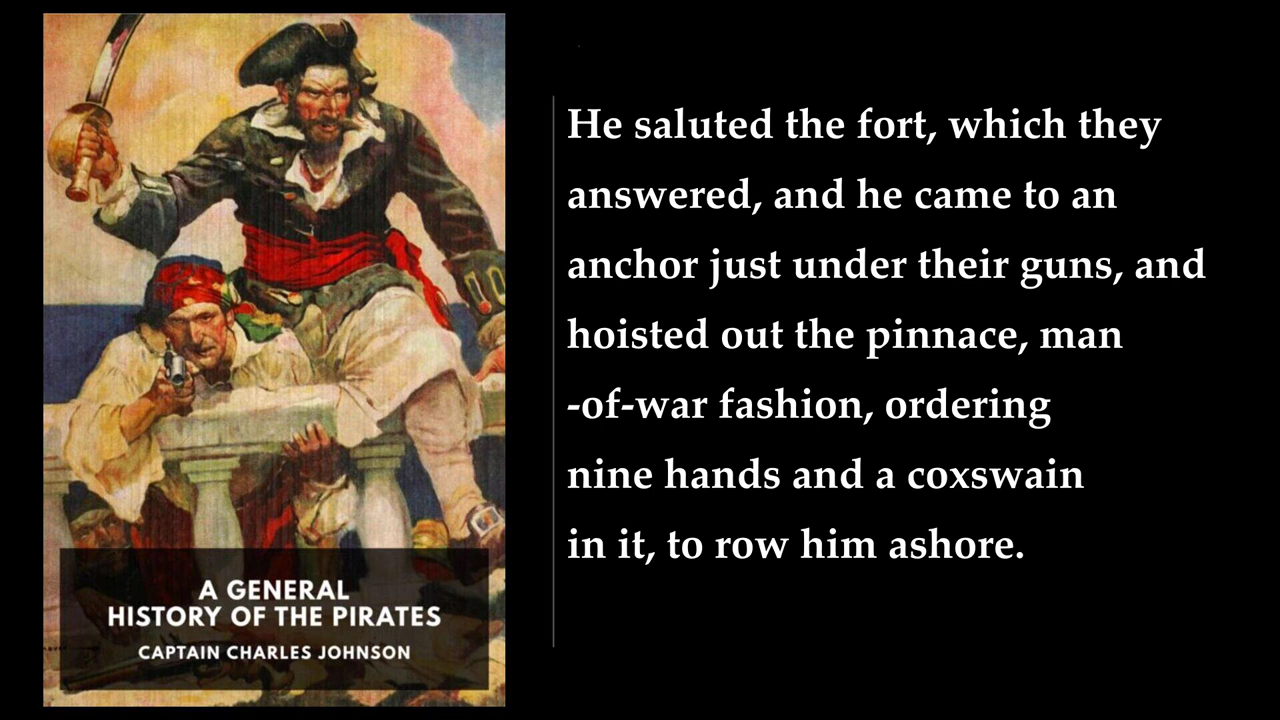 He saluted the fort, which they
answered, and he came to an
anchor just under their guns, and
hoisted out the pinnace, man
-of-war fashion, ordering
nine hands and a coxswain
in it, to row him ashore.
A GENERAL
HISTORY OF THE PIRATES
CAPTAIN CHARLES JOHNSON